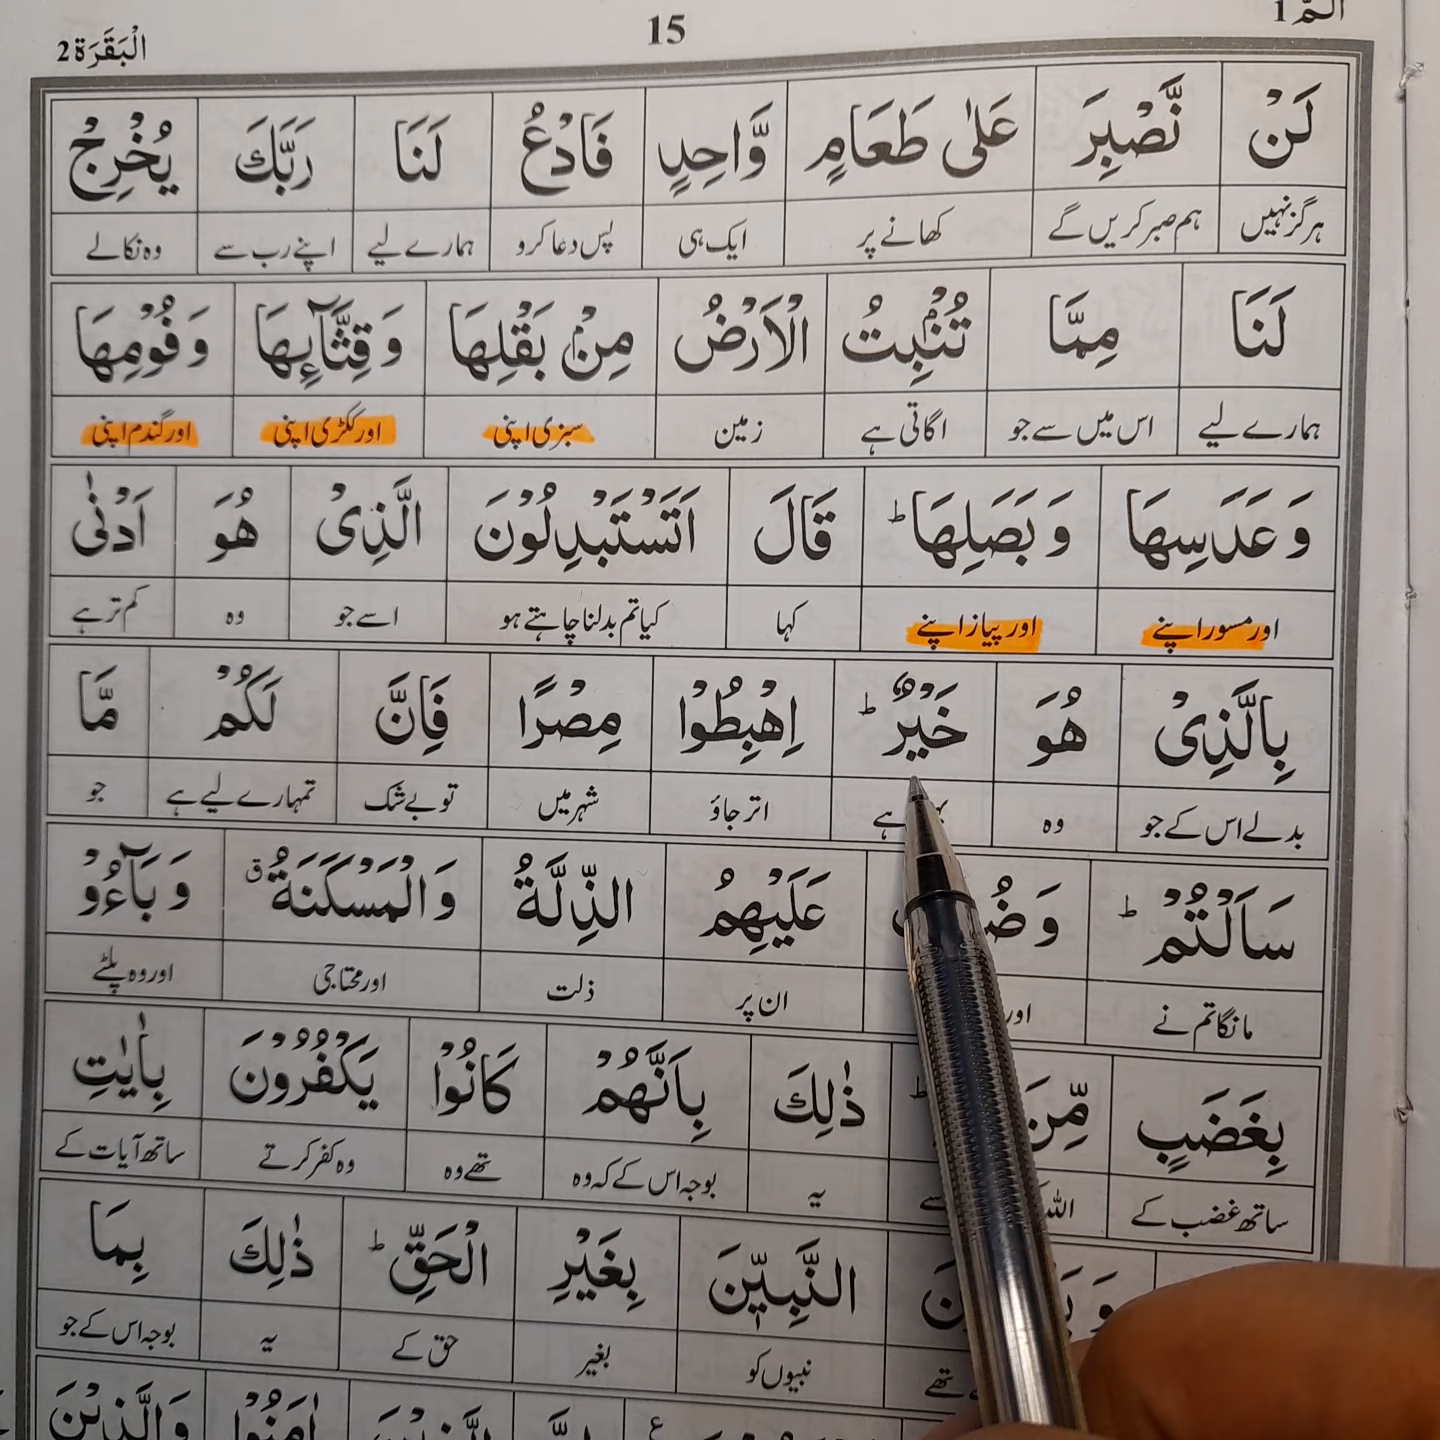 الٓمّٓ 1
15
اَلْبَقَرَة 2
لَنْ نَّصْبِرَ عَلٰى طَعَامٍ وَّاحِدٍ فَادْعُ لَنَا رَبَّكَ يُخْرِجْ
ہرگز نہیں ہم صبر کریں گے کھانے پر ایک ہی پس دعا کرو ہمارے لیے اپنے رب سے وہ نکالے
لَنَا مِمَّا تُنْۢبِتُ الْاَرْضُ مِنْۢ بَقْلِهَا وَقِثَّآئِهَا وَفُوْمِهَا
ہمارے لیے اس میں سے جو اگاتی ہے زمین سبزی اپنی اور ککڑی اپنی اور گندم اپنی
وَعَدَسِهَا وَبَصَلِهَا ؕ قَالَ اَتَسْتَبْدِلُوْنَ الَّذِىْ هُوَ اَدْنٰى
اور مسور اپنے اور پیاز اپنے کہا کیا تم بدلنا چاہتے ہو اسے جو وہ کم تر ہے
بِالَّذِىْ هُوَ خَيْرٌ ؕ اِهْبِطُوْا مِصْرًا فَاِنَّ لَكُمْ مَّا
بدلے اس کے جو وہ ہے اتر جاؤ شہر میں تو بے شک تمہارے لیے ہے جو
سَاَلْتُمْ ؕ عَلَيْهِمُ الذِّلَّةُ وَالْمَسْكَنَةُ ۗ وَبَآءُوْ
مانگا تم نے اور ان پر ذلت اور محتاجی اور وہ پلٹے
بِغَضَبٍ مِّنَ ؕ ذٰلِكَ بِاَنَّهُمْ كَانُوْا يَكْفُرُوْنَ بِاٰيٰتِ
ساتھ غضب کے اللہ سے یہ بوجہ اس کے کہ وہ تھے وہ وہ کفر کرتے ساتھ آیات کے
النَّبِيّٖنَ بِغَيْرِ الْحَقِّ ؕ ذٰلِكَ بِمَا
تھے نبیوں کو بغیر حق کے یہ بوجہ اس کے جو
اٰمَنُوْا وَالَّذِيْنَ